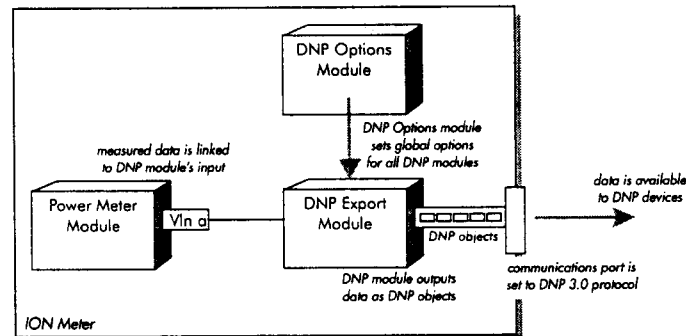 DNP Options
Module
DNP Options module
sets global options
for all DNP modules
measured data is linked
to DNP module's input
Power Meter
Module
Vln a
DNP Export
Module
DNP objects
data is available
to DNP devices
DNP module outputs
data as DNP objects
communications port is
set to DNP 3.0 protocol
ION Meter